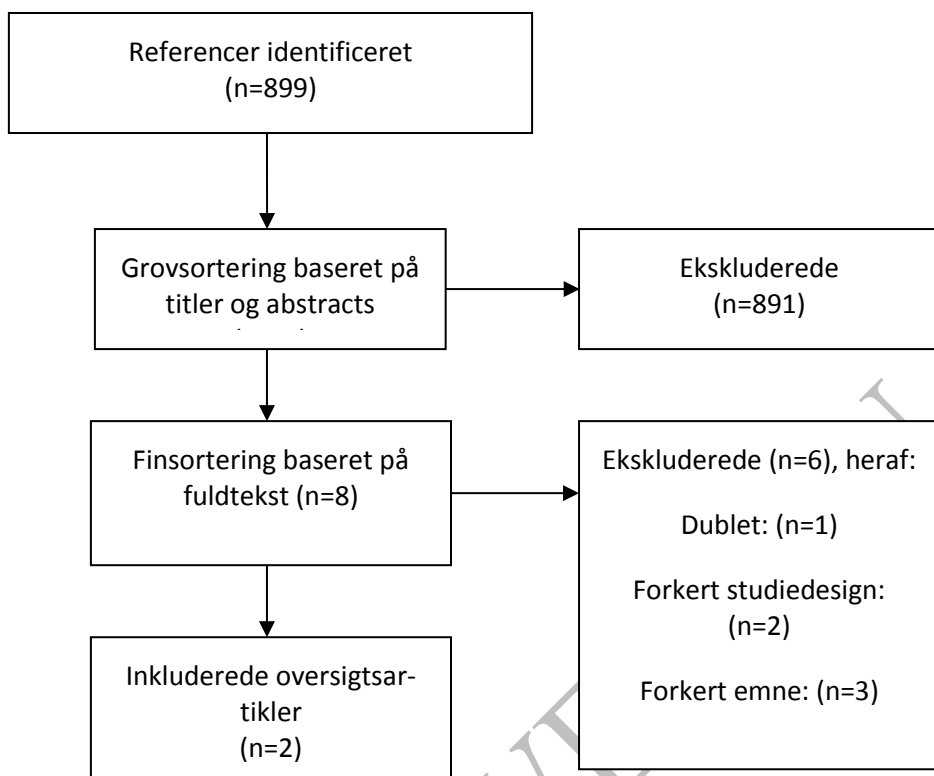 Referencer identificeret
(n=899)
Grovsortering baseret på
titler og abstracts
Ekskluderede
(n=891)
Finsortering baseret på
fuldtekst (n=8)
Ekskluderede (n=6), heraf:
Dublet: (n=1)
Forkert studiedesign:
(n=2)
Forkert emne: (n=3)
Inkluderede oversigtsar-
tikler
(n=2)